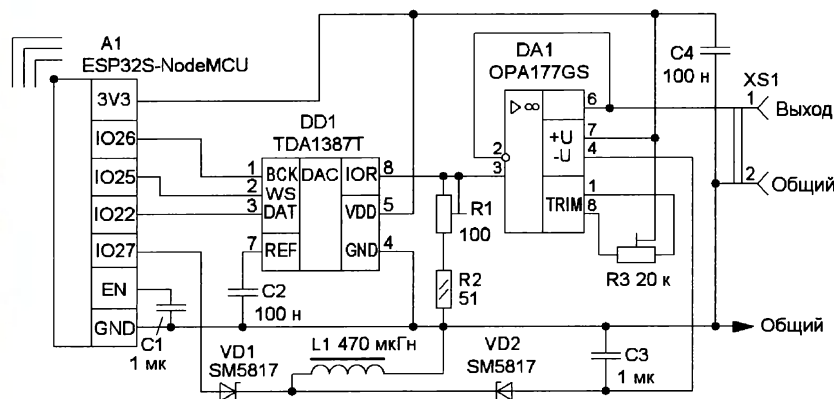 A1
ESP32S-NodeMCU
3V3
IO26
IO25
IO22
IO27
EN
GND
C1
1 мк
DD1
TDA1387T
1
2
3
7
BCK
WS
DAT
REF
DAC
IOR
VDD
GND
8
5
4
C2
100 н
R1
100
R2
51
DA1
OPA177GS
2
3
▷∞
+U
-U
TRIM
6
7
4
1
8
R3 20 к
C4
100 н
XS1
1
Выход
2
Общий
Общий
VD1
SM5817
L1 470 мкГн
VD2
SM5817
C3
1 мк